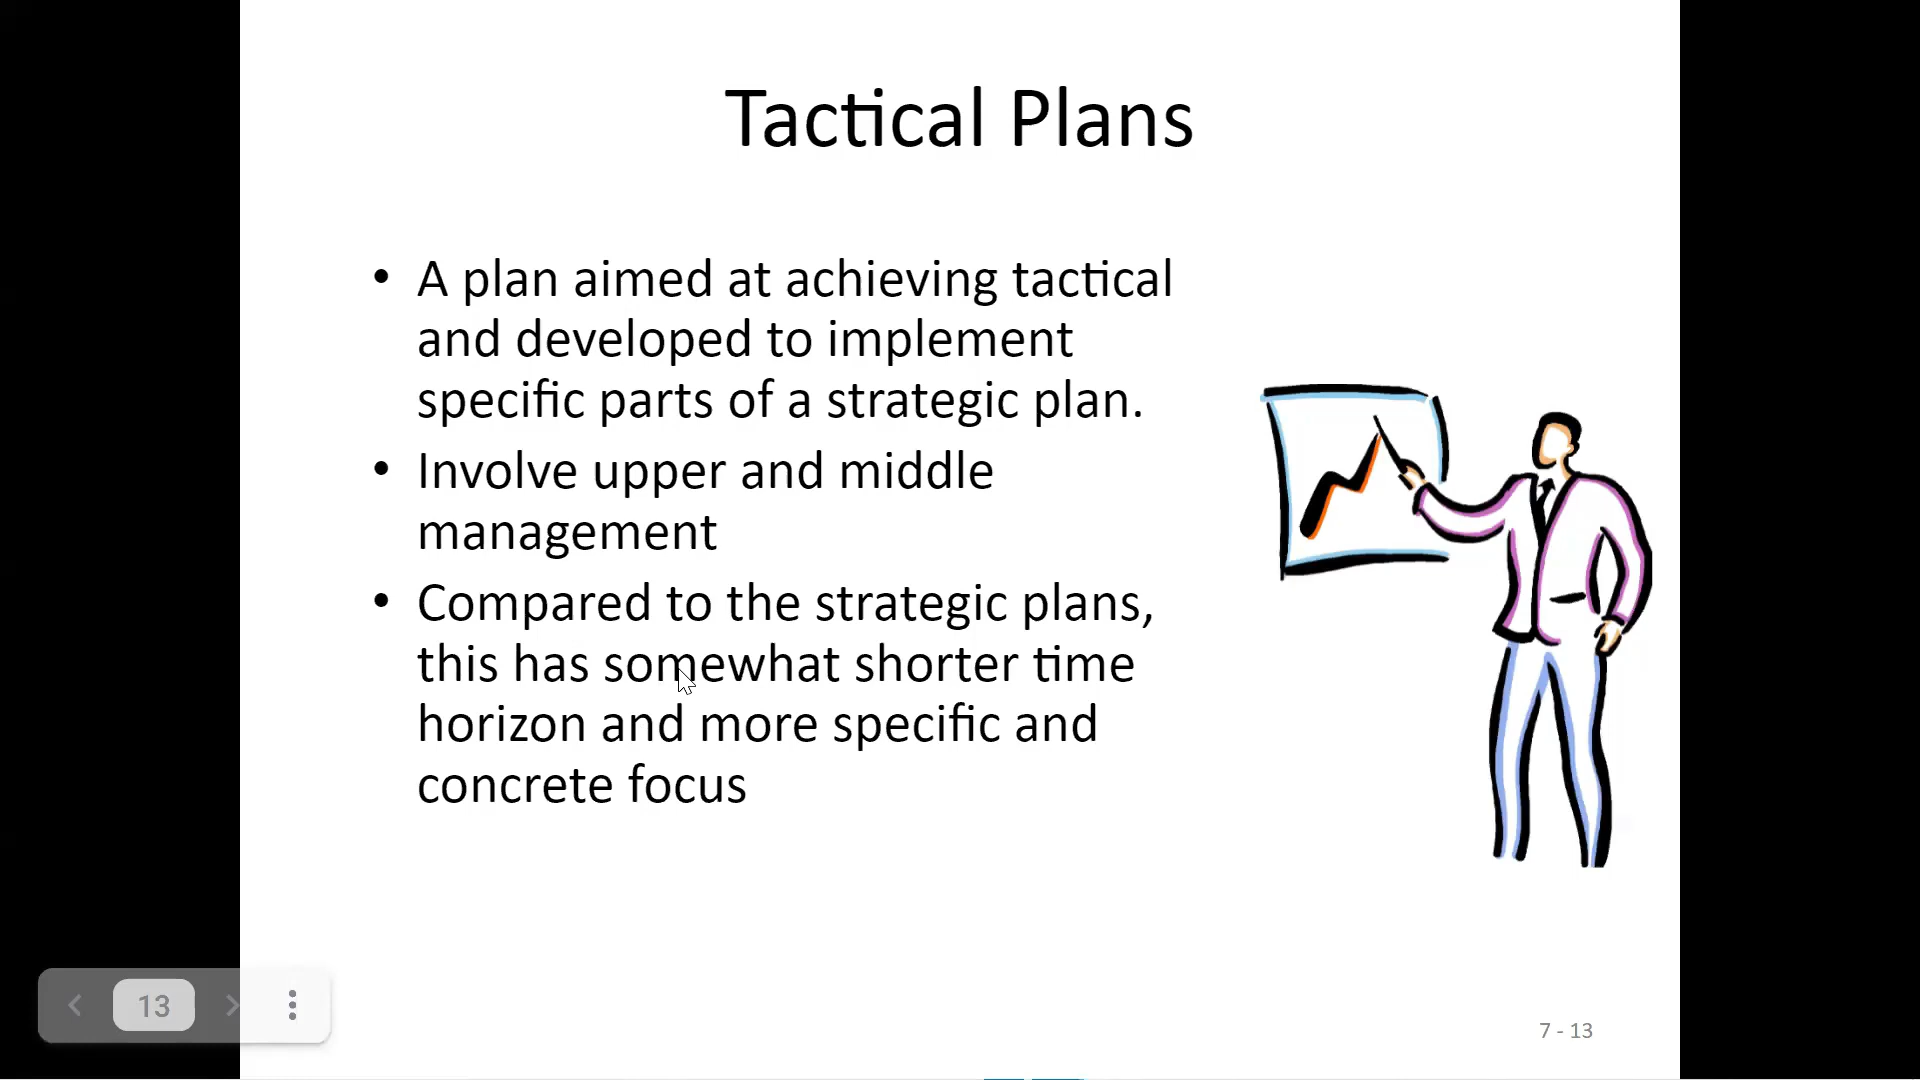 Tactical Plans
• A plan aimed at achieving tactical
and developed to implement
specific parts of a strategic plan.
• Involve upper and middle
management
• Compared to the strategic plans,
this has somewhat shorter time
horizon and more specific and
concrete focus
13
7 - 13